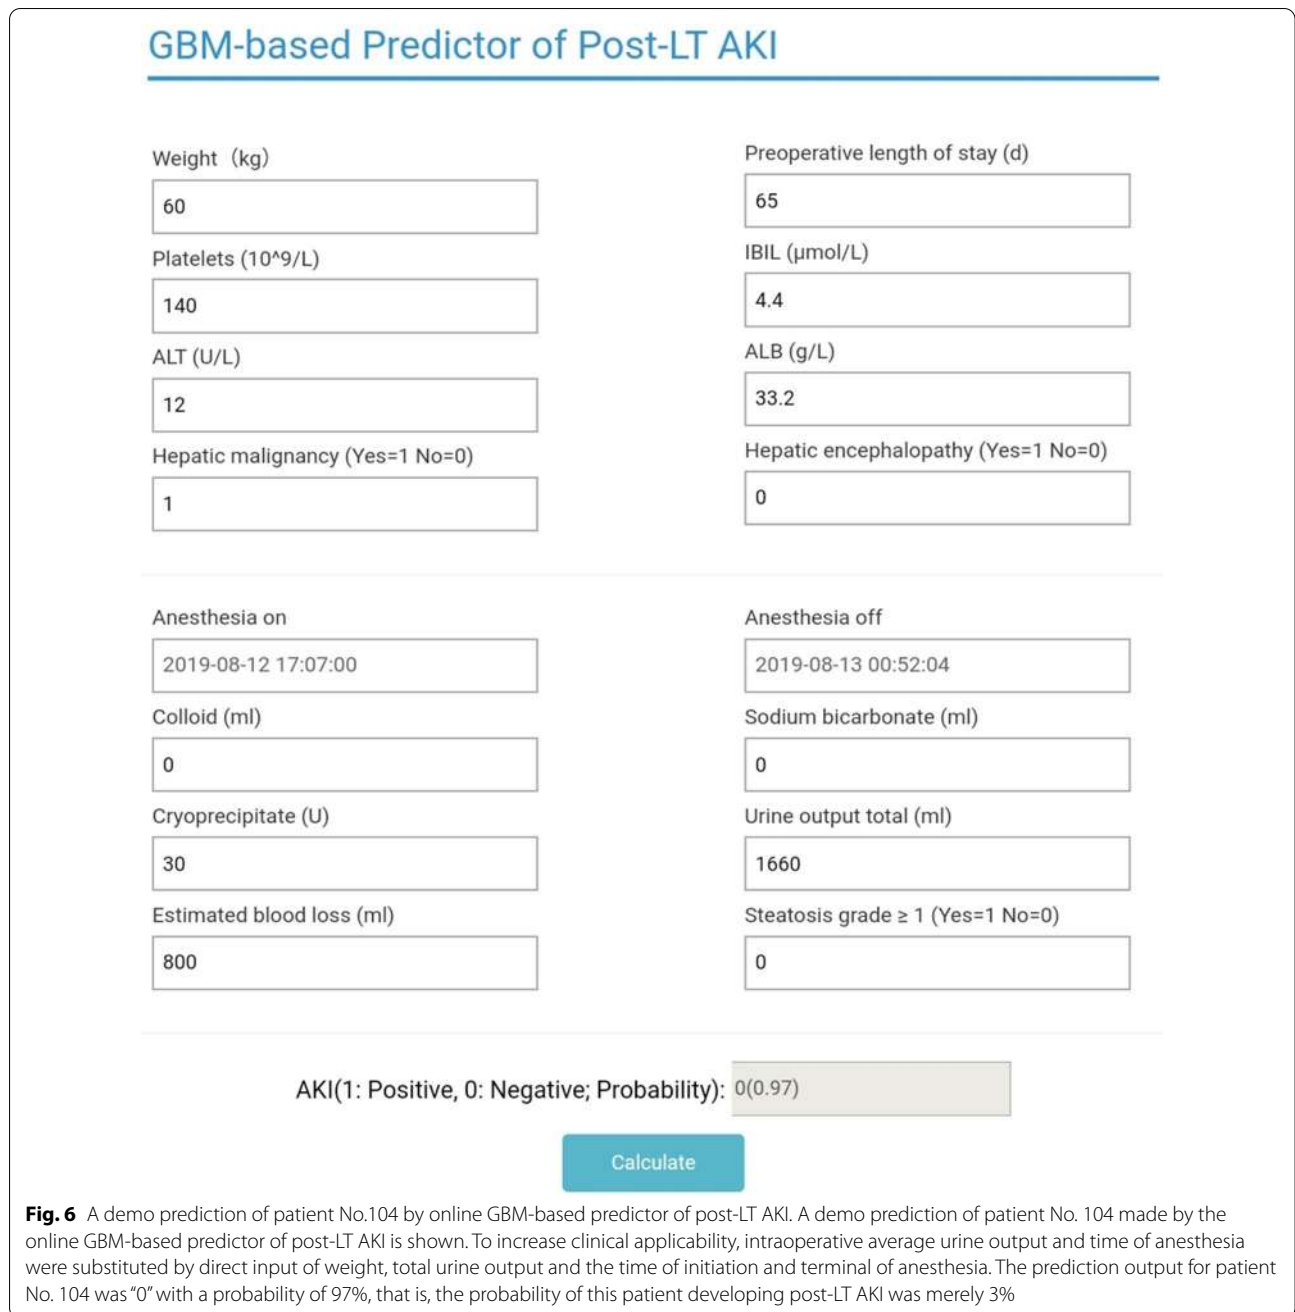 GBM-based Predictor of Post-LT AKI
Weight (kg)
60
Preoperative length of stay (d)
65
Platelets (10^9/L)
140
IBIL (μmol/L)
4.4
ALT (U/L)
12
ALB (g/L)
33.2
Hepatic malignancy (Yes=1 No=0)
1
Hepatic encephalopathy (Yes=1 No=0)
0
Anesthesia on
2019-08-12 17:07:00
Anesthesia off
2019-08-13 00:52:04
Colloid (ml)
0
Sodium bicarbonate (ml)
0
Cryoprecipitate (U)
30
Urine output total (ml)
1660
Estimated blood loss (ml)
800
Steatosis grade ≥ 1 (Yes=1 No=0)
0
AKI(1: Positive, 0: Negative; Probability): 0(0.97)
Calculate
Fig. 6 A demo prediction of patient No.104 by online GBM-based predictor of post-LT AKI. A demo prediction of patient No. 104 made by the
online GBM-based predictor of post-LT AKI is shown. To increase clinical applicability, intraoperative average urine output and time of anesthesia
were substituted by direct input of weight, total urine output and the time of initiation and terminal of anesthesia. The prediction output for patient
No. 104 was “0” with a probability of 97%, that is, the probability of this patient developing post-LT AKI was merely 3%